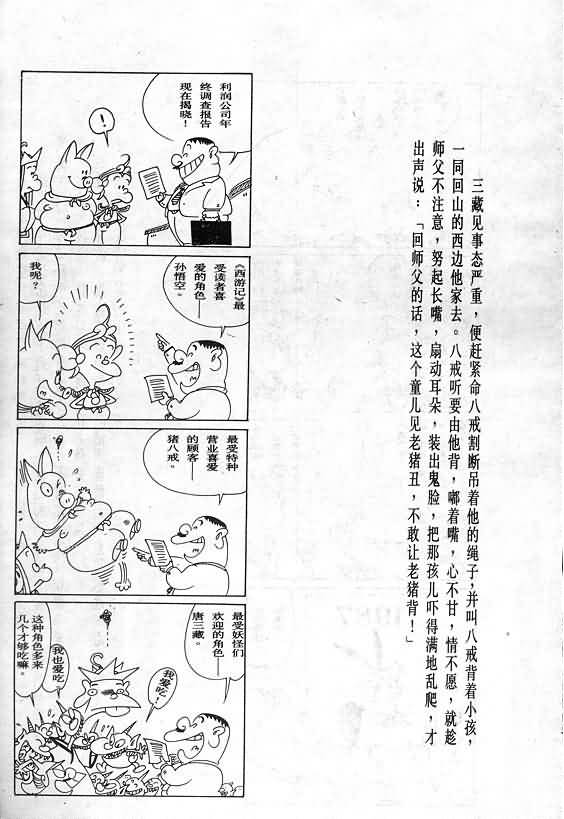 三藏见事态严重，便赶紧命八戒割断吊着他的绳子，并叫八戒背着小孩，
一同回山的西边他家去。八戒听要由他背，嘟着嘴，心不甘，情不愿，就趁
师父不注意，努起长嘴，扇动耳朵，装出鬼脸，把那孩儿吓得满地乱爬，才
出声说：「回师父的话，这个童儿见老猪丑，不敢让老猪背！」
利润公司年
终调查报告
现在揭晓！
！
《西游记》最
受读者喜
爱的角色——
孙悟空。
我呢？
最受特种
营业喜爱
的顾客——
猪八戒。
最受妖怪们
欢迎的角色——
唐三藏。
我爱吃！
我也爱吃！
这种角色多来
几个才够吃嘛。